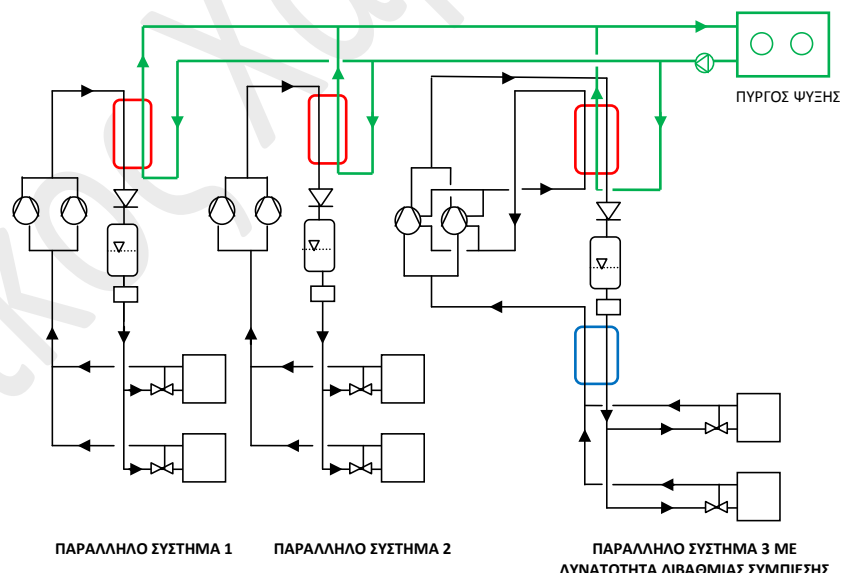 ΠΥΡΓΟΣ ΨΥΞΗΣ
ΠΑΡΑΛΛΗΛΟ ΣΥΣΤΗΜΑ 1
ΠΑΡΑΛΛΗΛΟ ΣΥΣΤΗΜΑ 2
ΠΑΡΑΛΛΗΛΟ ΣΥΣΤΗΜΑ 3 ΜΕ
ΔΥΝΑΤΟΤΗΤΑ ΔΙΒΑΘΜΙΑΣ ΣΥΜΠΙΕΣΗΣ